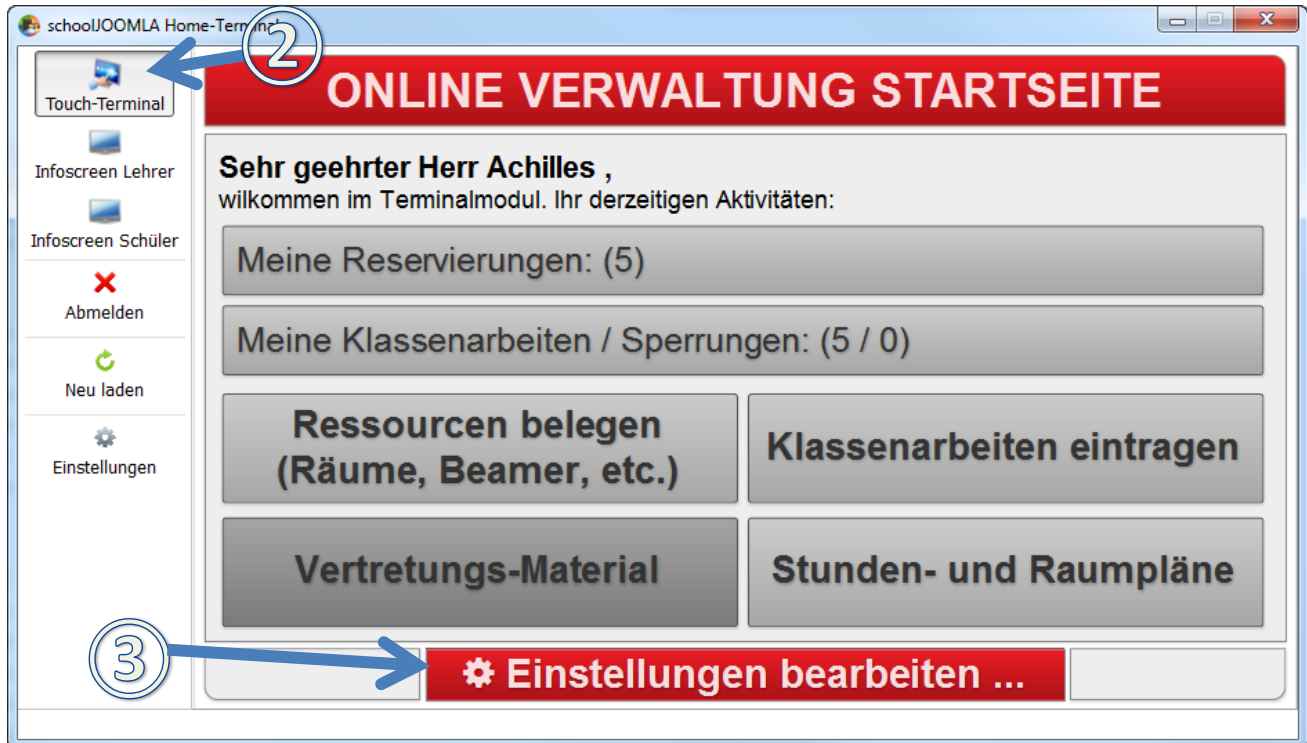 schoolJOOMLA Home-Terminal
②
Touch-Terminal
Infoscreen Lehrer
Infoscreen Schüler
Abmelden
Neu laden
Einstellungen
ONLINE VERWALTUNG STARTSEITE
Sehr geehrter Herr Achilles ,
wilkommen im Terminalmodul. Ihr derzeitigen Aktivitäten:
Meine Reservierungen: (5)
Meine Klassenarbeiten / Sperrungen: (5 / 0)
Ressourcen belegen
(Räume, Beamer, etc.)
Klassenarbeiten eintragen
Vertretungs-Material
Stunden- und Raumpläne
③
Einstellungen bearbeiten ...